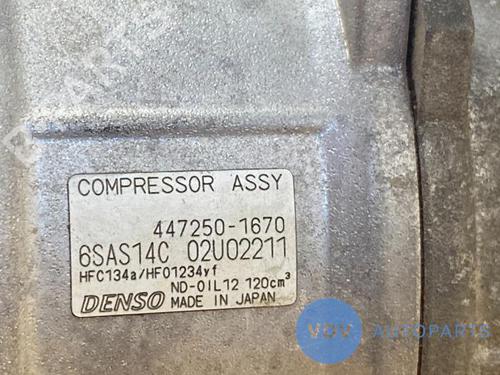 COMPRESSOR ASSY
447250-1670
6SAS14C 02U02211
HFC134a/HFO1234yf
ND-OIL12 120cm³
DENSO MADE IN JAPAN
VOV AUTOPARTS